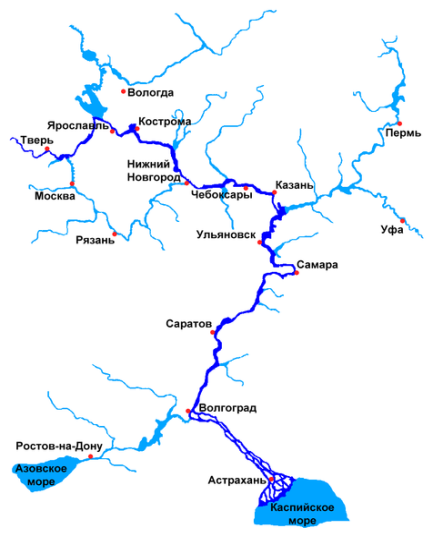 Вологда
Ярославль
Кострома
Тверь
Пермь
Нижний
Новгород
Казань
Чебоксары
Москва
Рязань
Ульяновск
Уфа
Самара
Саратов
Волгоград
Ростов-на-Дону
Азовское
море
Астрахань
Каспийское
море